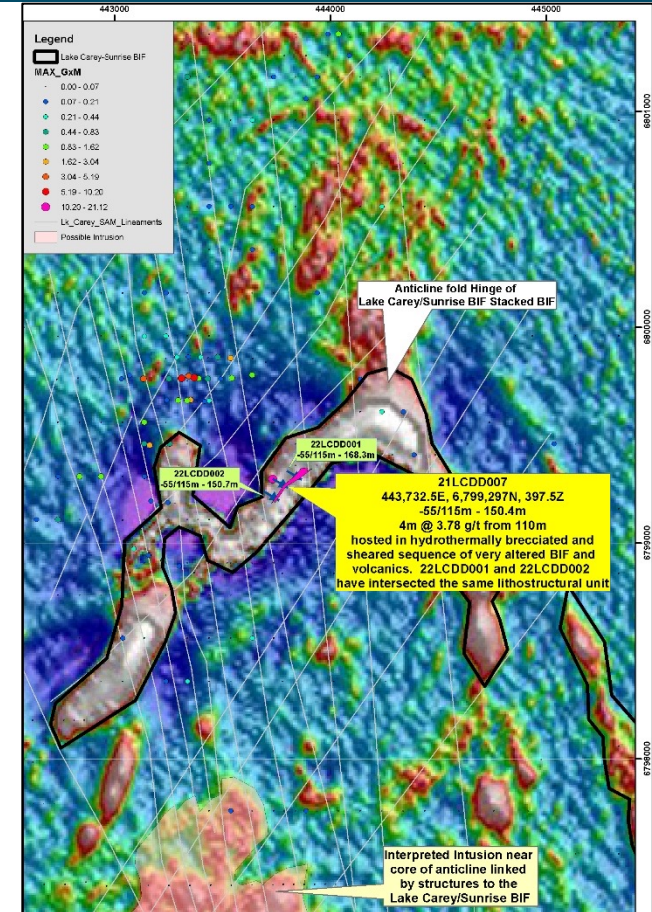 443000
444000
445000
Legend
Lake Carey-Sunrise BIF
MAX_GxM
0.00 - 0.07
0.07 - 0.21
0.21 - 0.44
0.44 - 0.83
0.83 - 1.62
1.62 - 3.04
3.04 - 5.19
5.19 - 10.20
10.20 - 21.12
Lk_Carey_SAM_Lineaments
Possible Intrusion
6801000
Anticline fold Hinge of
Lake Carey/Sunrise BIF Stacked BIF
6800000
22LCDD001
-55/115m - 168.3m
22LCDD002
-55/115m - 150.7m
21LCDD007
443,732.5E, 6,799,297N, 397.5Z
-55/115m - 150.4m
4m @ 3.78 g/t from 110m
hosted in hydrothermally brecciated and
sheared sequence of very altered BIF and
volcanics. 22LCDD001 and 22LCDD002
have intersected the same lithostructural unit
6799000
6798000
Interpreted Intusion near
core of anticline linked
by structures to the
Lake Carey/Sunrise BIF